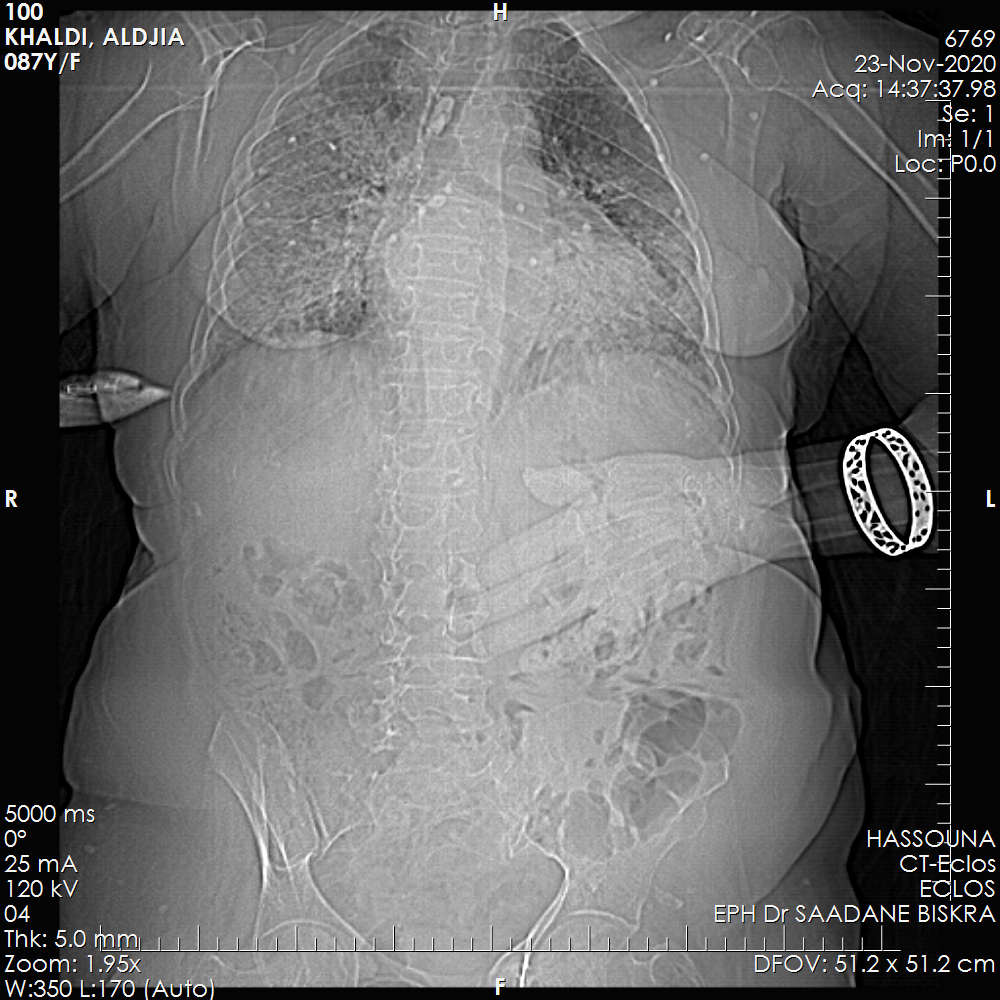 100
KHALDI, ALDJIA
087Y/F
H
6769
23-Nov-2020
Acq: 14:37:37.98
Se: 1
Im: 1/1
Loc: P0.0
R
L
5000 ms
0°
25 mA
120 kV
04
Thk: 5.0 mm
Zoom: 1.95x
W:350 L:170 (Auto)
F
HASSOUNA
CT-Eclos
ECLOS
EPH Dr SAADANE BISKRA
DFOV: 51.2 x 51.2 cm